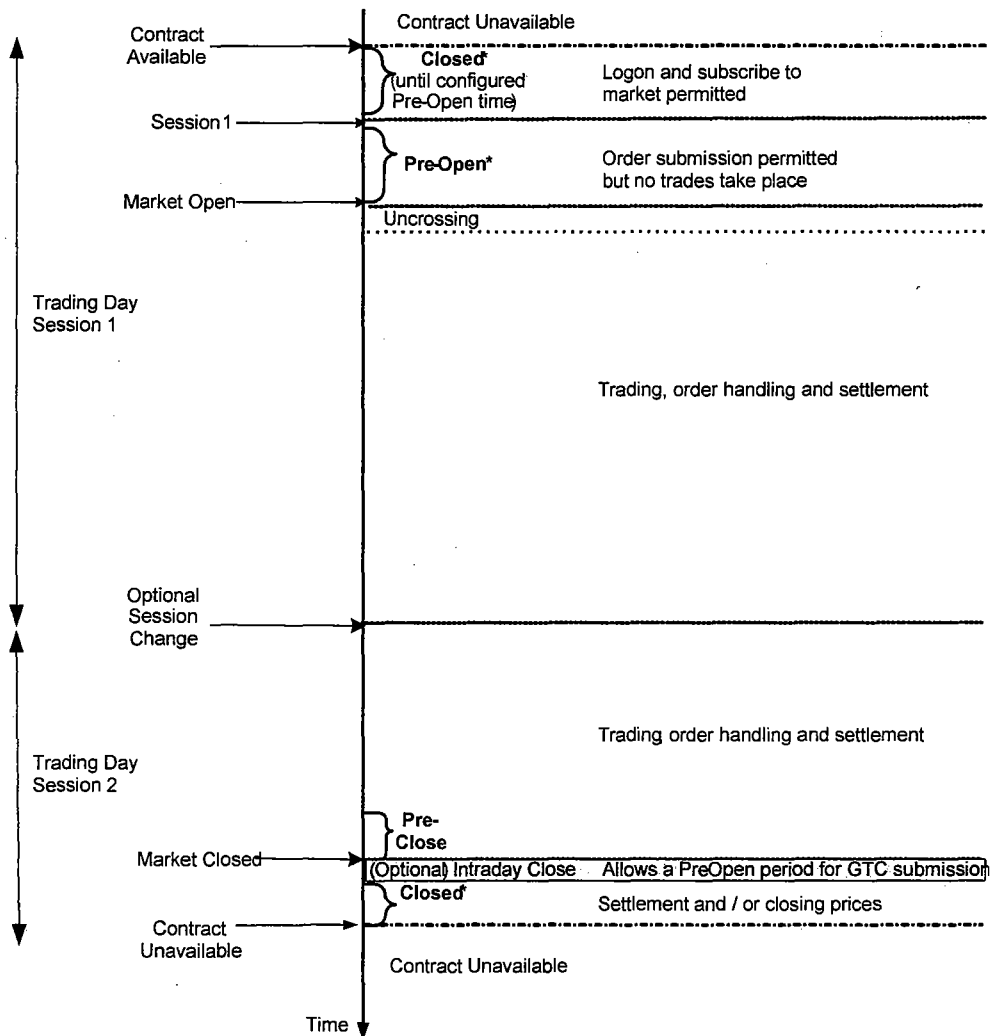 Contract Unavailable
Contract
Available
Closed*
(until configured
Pre-Open time)
Logon and subscribe to
market permitted
Session 1
Pre-Open*
Order submission permitted
but no trades take place
Market Open
Uncrossing
Trading Day
Session 1
Trading, order handling and settlement
Optional
Session
Change
Trading order handling and settlement
Trading Day
Session 2
Pre-
Close
Market Closed
(Optional) Intraday Close Allows a PreOpen period for GTC submission
Closed*
Settlement and / or closing prices
Contract
Unavailable
Contract Unavailable
Time